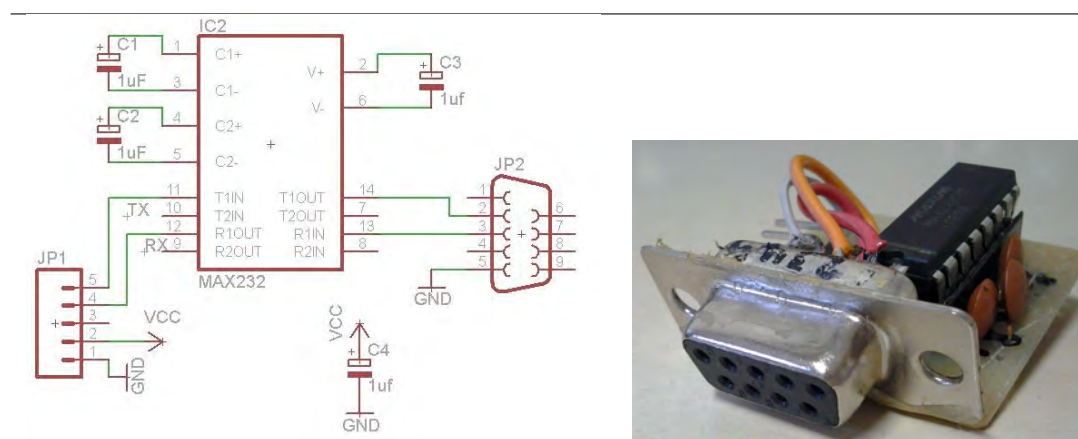 IC2
C1
1uF
C2
1uF
1
3
4
5
11
10
12
9
C1+
C1-
C2+
C2-
T1IN
T2IN
R1OUT
R2OUT
V+
V-
T1OUT
T2OUT
R1IN
R2IN
2
6
14
7
13
8
MAX232
C3
1uf
TX
RX
JP1
5
4
3
2
1
VCC
GND
JP2
1
2
3
4
5
6
7
8
9
GND
VCC
C4
1uf
GND